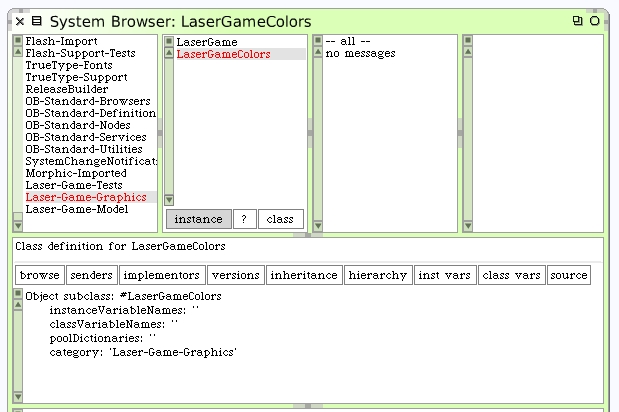 System Browser: LaserGameColors
Flash-Import
Flash-Support-Tests
TrueType-Fonts
TrueType-Support
ReleaseBuilder
OB-Standard-Browsers
OB-Standard-Definition
OB-Standard-Nodes
OB-Standard-Services
OB-Standard-Utilities
SystemChangeNotificati
Morphic-Imported
Laser-Game-Tests
Laser-Game-Graphics
Laser-Game-Model
LaserGame
LaserGameColors
instance ? class
-- all --
no messages
Class definition for LaserGameColors
browse senders implementors versions inheritance hierarchy inst vars class vars source
Object subclass: #LaserGameColors
instanceVariableNames: ''
classVariableNames: ''
poolDictionaries: ''
category: 'Laser-Game-Graphics'